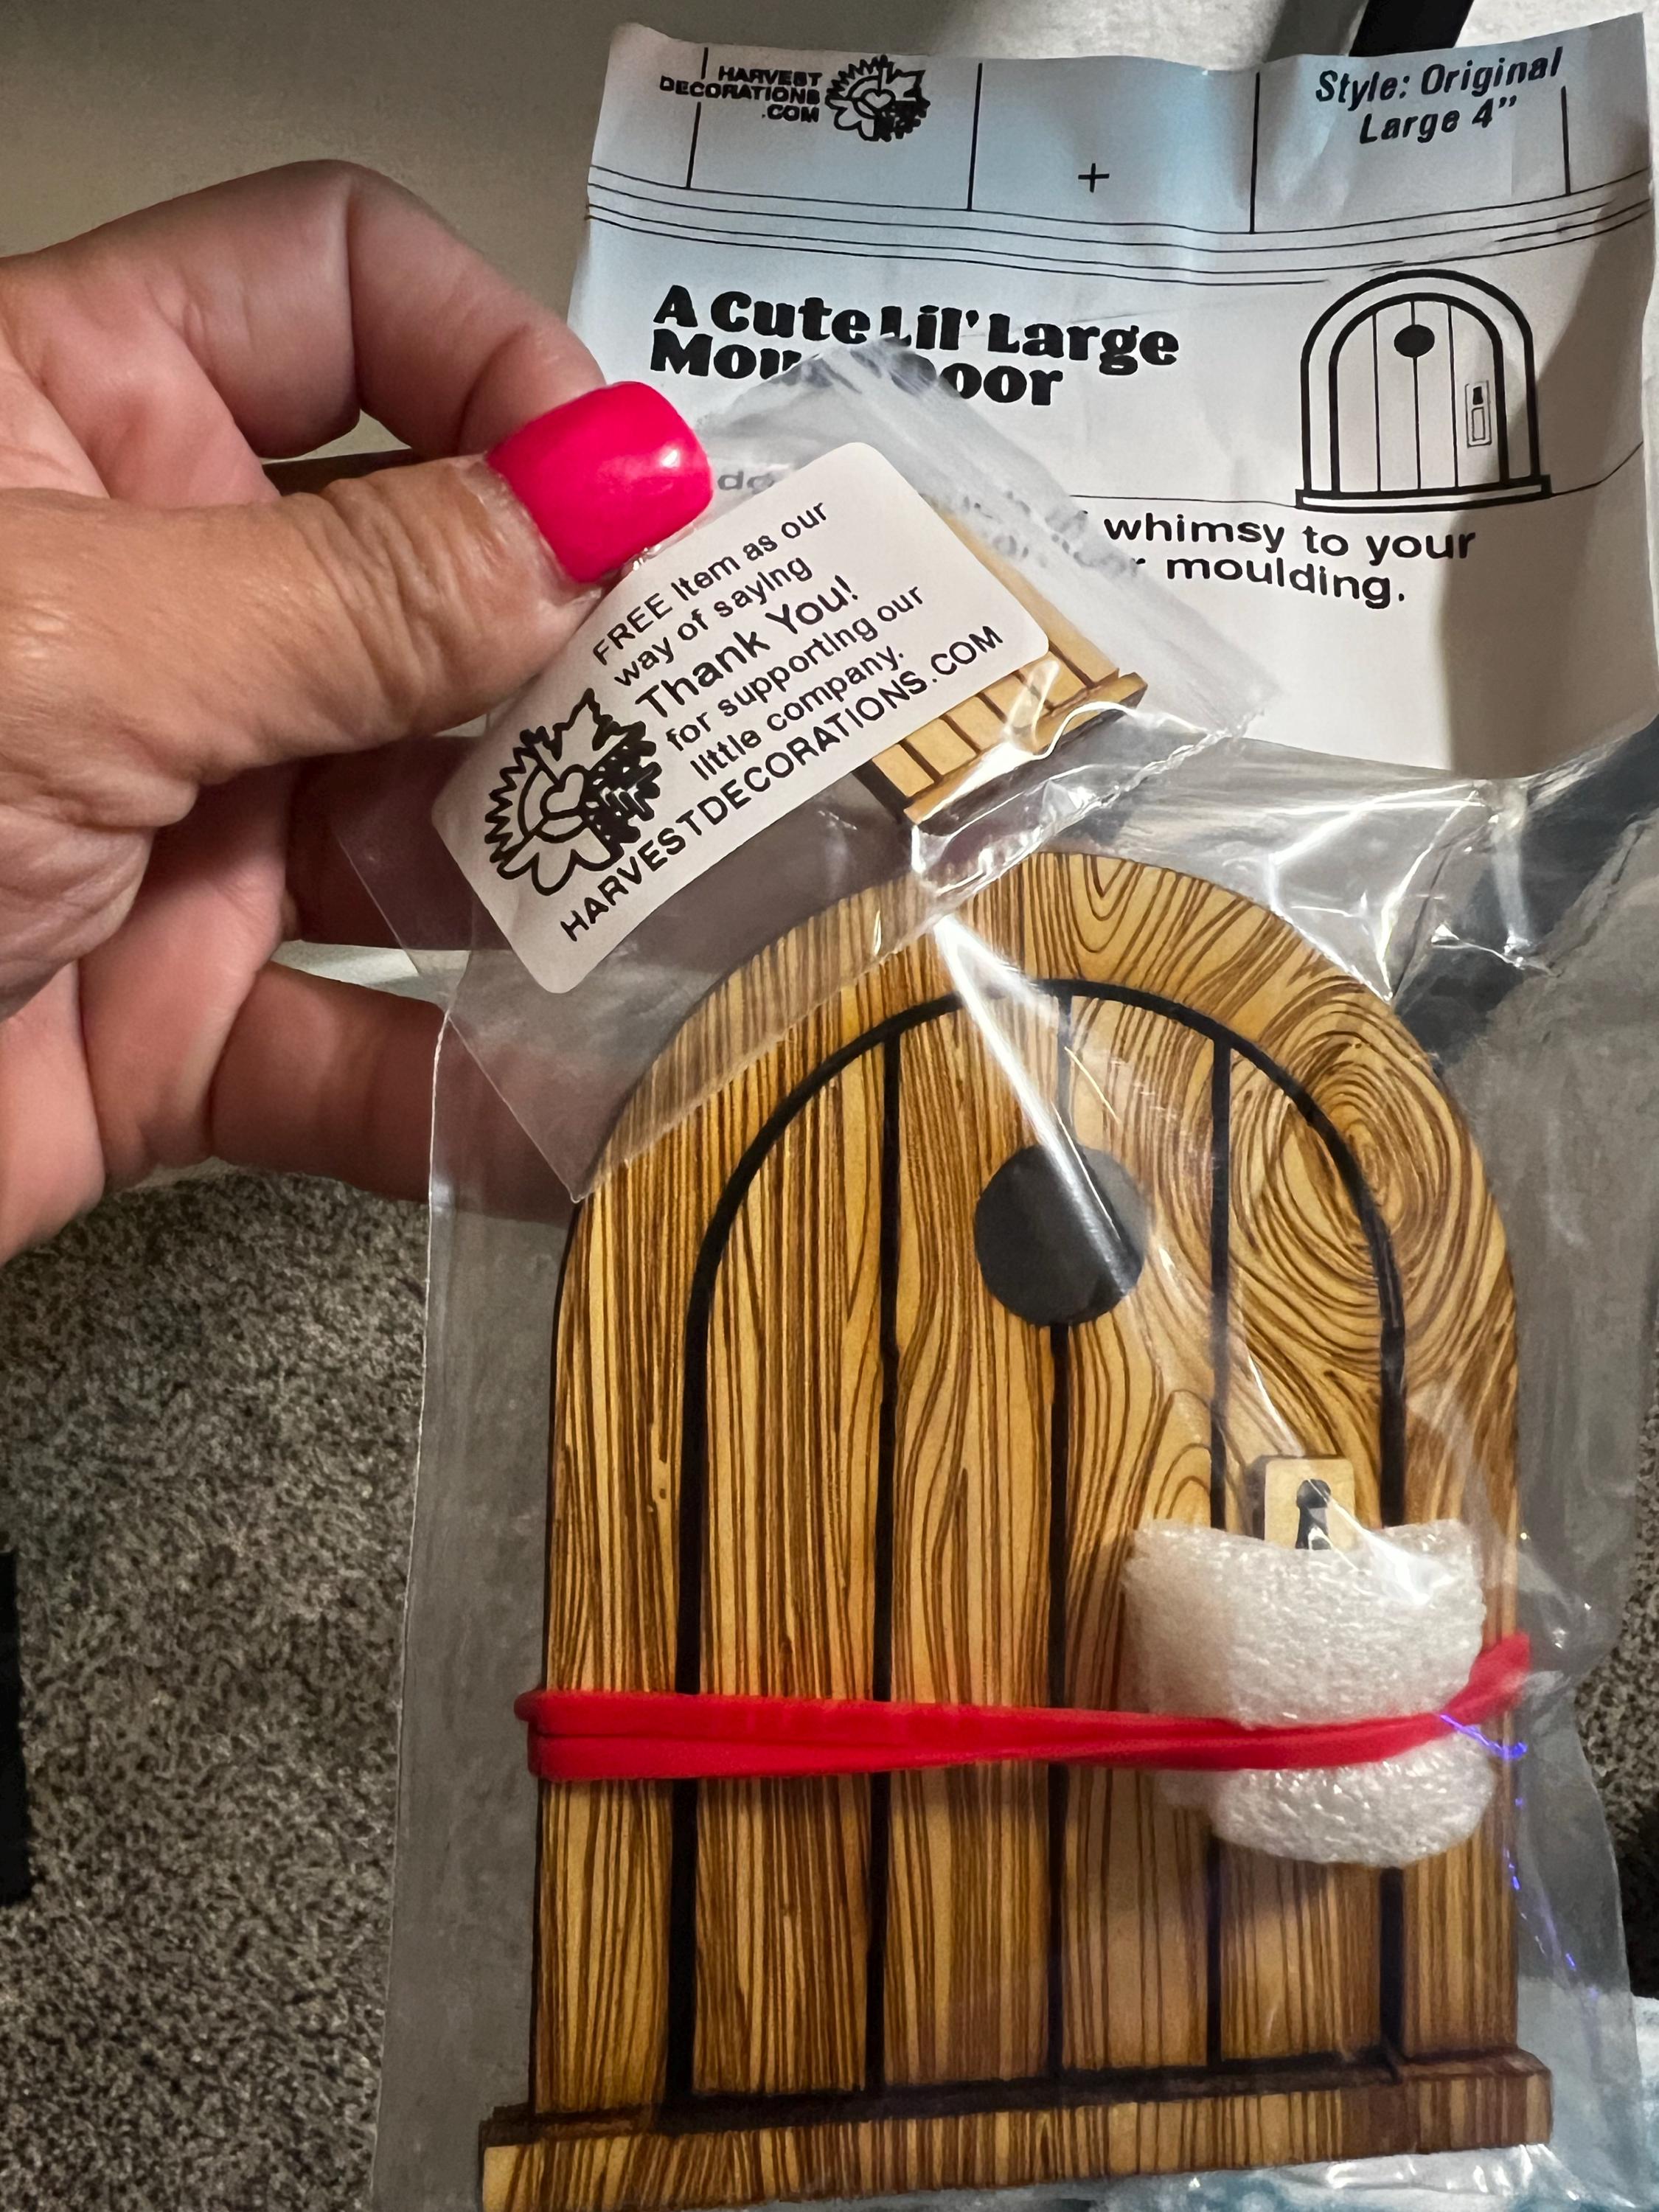 HARVEST
DECORATIONS
.COM
Style: Original
Large 4"
A Cute Lil' Large
whimsy to your
moulding.
FREE Item as our
way of saying
Thank You!
for supporting our
little company.
HARVESTDECORATIONS.COM